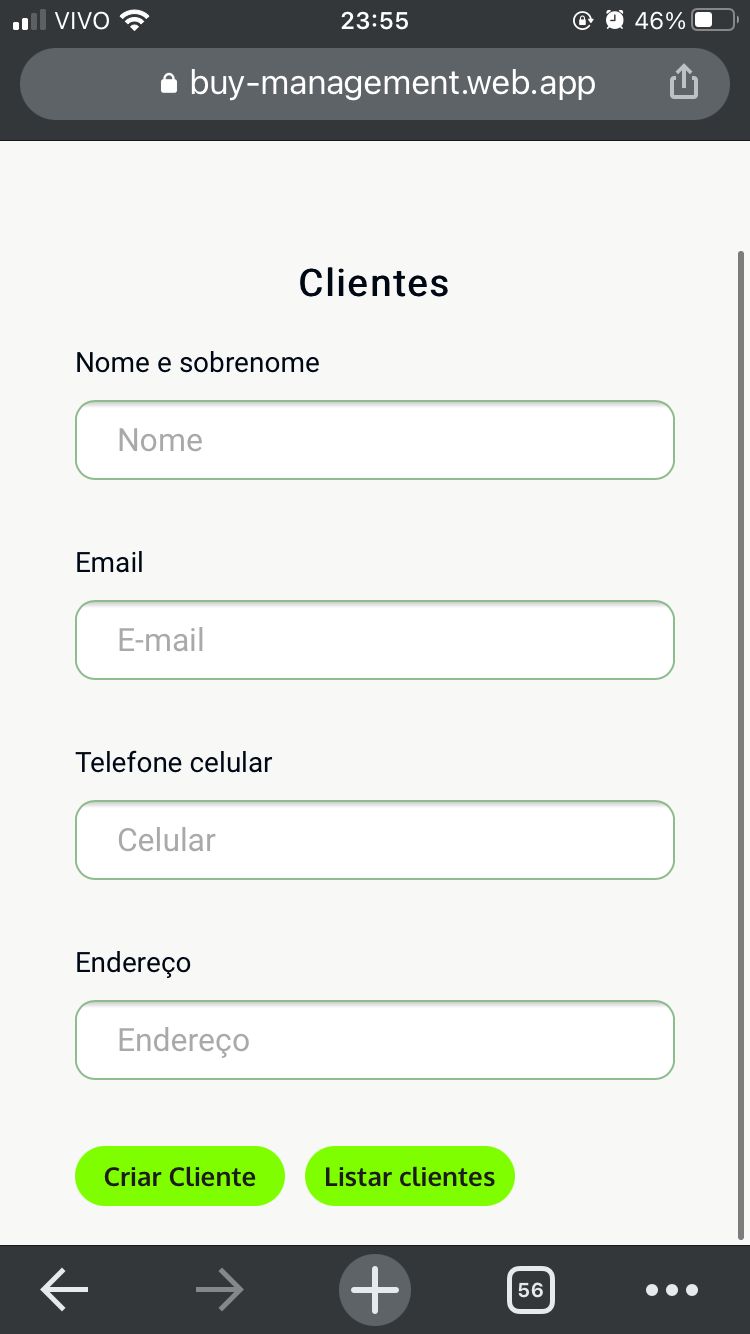 VIVO 23:55 46%
buy-management.web.app
Clientes
Nome e sobrenome
Nome
Email
E-mail
Telefone celular
Celular
Endereço
Endereço
Criar Cliente Listar clientes
56